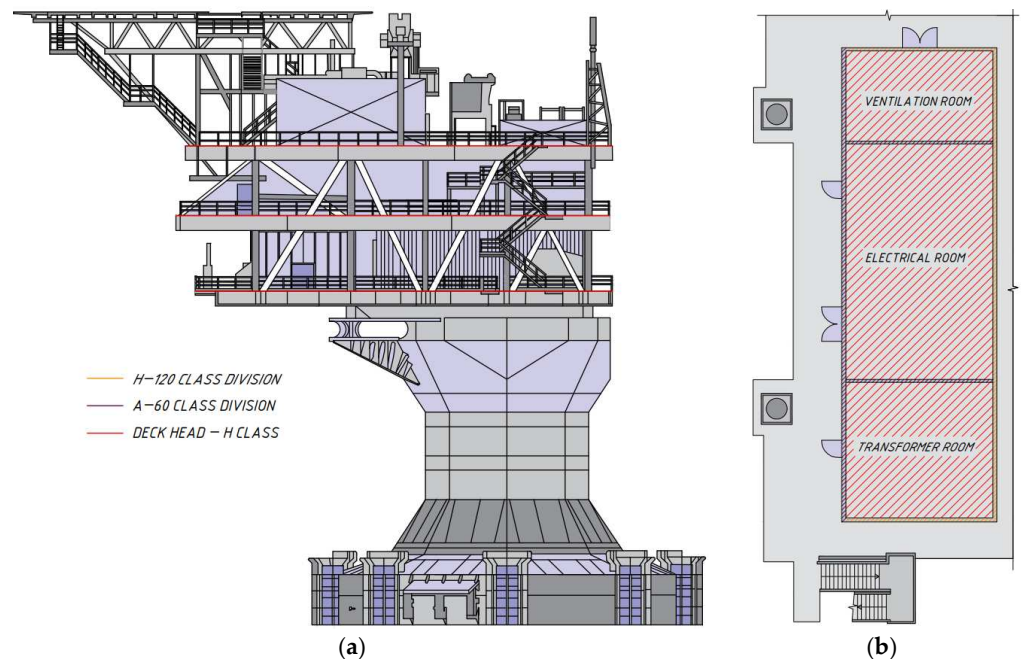 H-120 CLASS DIVISION
A-60 CLASS DIVISION
DECK HEAD – H CLASS
(a)
VENTILATION ROOM
ELECTRICAL ROOM
TRANSFORMER ROOM
(b)